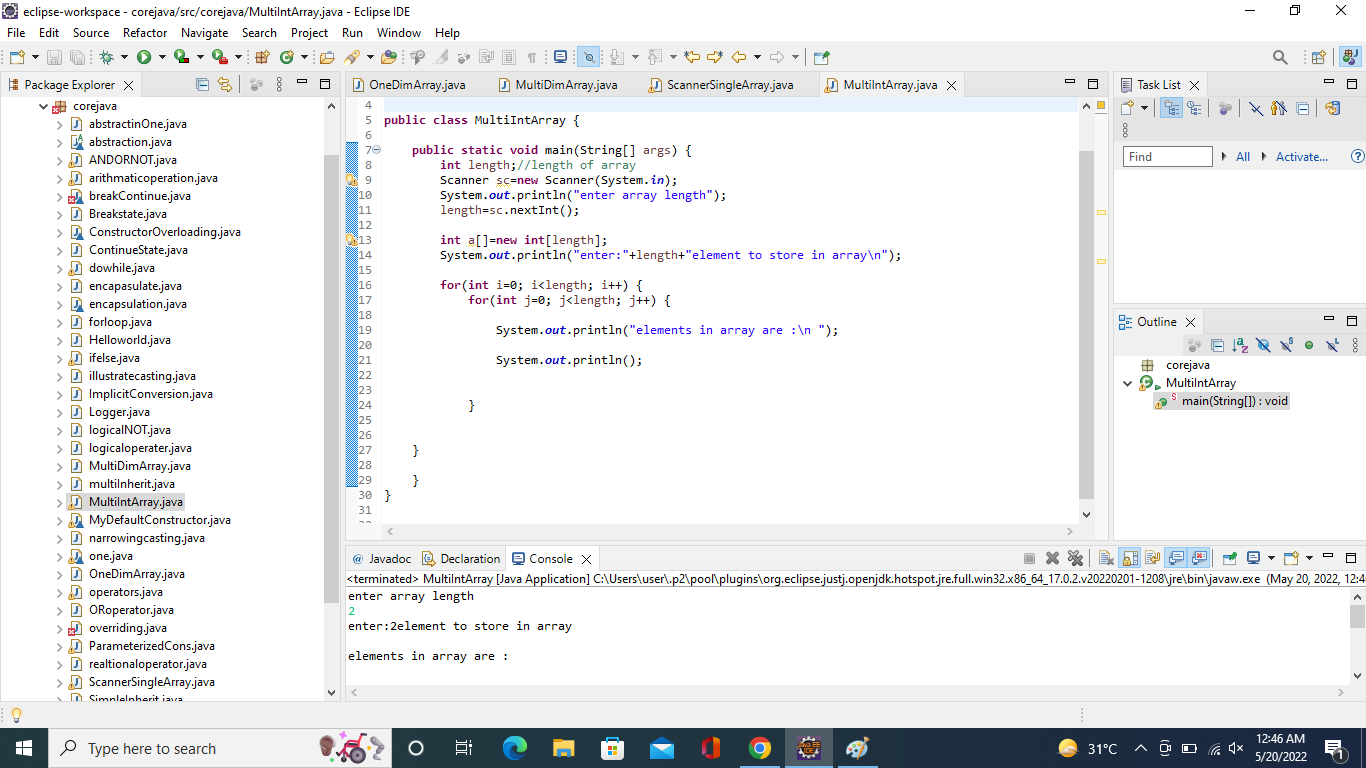 eclipse-workspace - corejava/src/corejava/MultiIntArray.java - Eclipse IDE
File Edit Source Refactor Navigate Search Project Run Window Help
Package Explorer
corejava
abstractinOne.java
abstraction.java
ANDORNOT.java
arithmaticoperation.java
breakContinue.java
Breakstate.java
ConstructorOverloading.java
ContinueState.java
dowhile.java
encapasulate.java
encapsulation.java
forloop.java
Helloworld.java
ifelse.java
illustratecasting.java
ImplicitConversion.java
Logger.java
logicalNOT.java
logicaloperater.java
MultiDimArray.java
multiInherit.java
MultiIntArray.java
MyDefaultConstructor.java
narrowingcasting.java
one.java
OneDimArray.java
operators.java
ORoperator.java
overriding.java
ParameterizedCons.java
realtionaloperator.java
ScannerSingleArray.java
SimpleInherit.java
OneDimArray.java MultiDimArray.java ScannerSingleArray.java MultiIntArray.java
4
5 public class MultiIntArray {
6
7 public static void main(String[] args) {
8 int length;//length of array
9 Scanner sc=new Scanner(System.in);
10 System.out.println("enter array length");
11 length=sc.nextInt();
12
13 int a[]=new int[length];
14 System.out.println("enter:"+length+"element to store in array\n");
15
16 for(int i=0; i<length; i++) {
17 for(int j=0; j<length; j++) {
18
19 System.out.println("elements in array are :\n ");
20
21 System.out.println();
22
23
24 }
25
26
27 }
28
29 }
30 }
31
Task List
Find All Activate...
Outline
corejava
MultiIntArray
main(String[]) : void
Javadoc Declaration Console
<terminated> MultiIntArray [Java Application] C:\Users\user\.p2\pool\plugins\org.eclipse.justj.openjdk.hotspot.jre.full.win32.x86_64_17.0.2.v20220201-1208\jre\bin\javaw.exe (May 20, 2022, 12:4
enter array length
2
enter:2element to store in array
elements in array are :
Type here to search
31°C
12:46 AM
5/20/2022
1